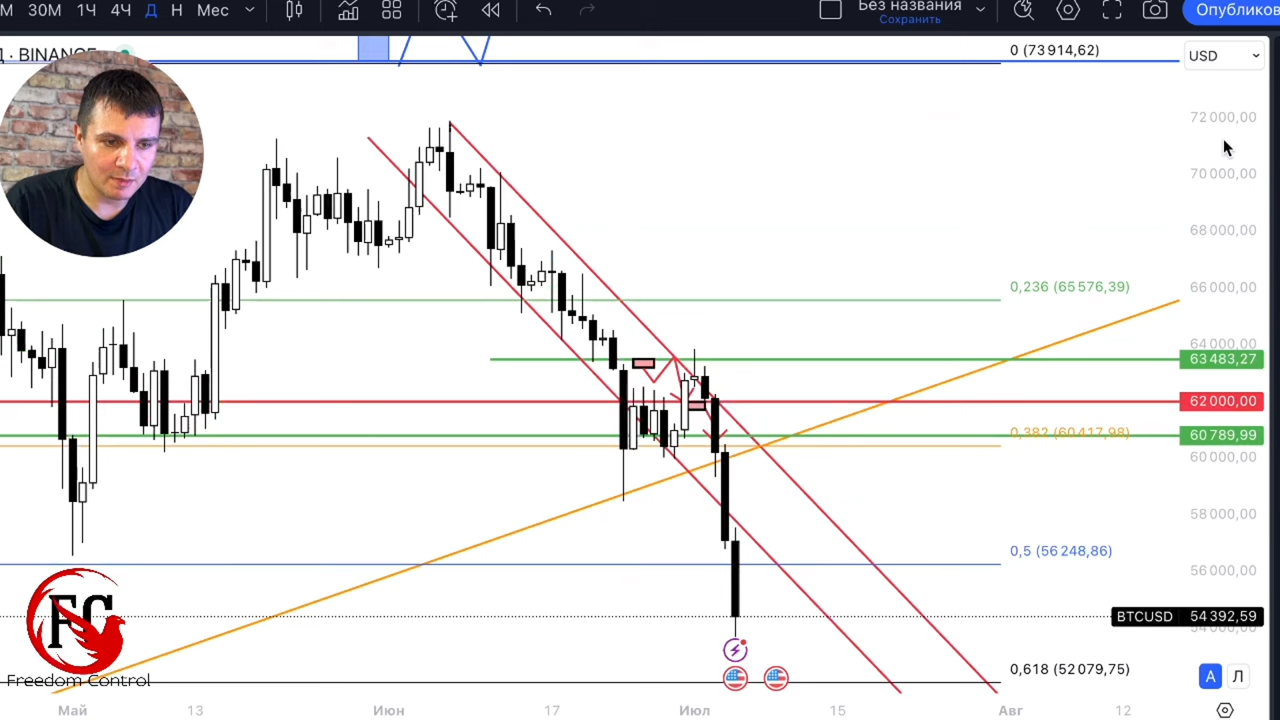 М 30М 1Ч 4Ч Д Н Мес
Без названия
Сохранить
Опубликов
Д · BINANCE
0 (73 914,62)
USD
72 000,00
70 000,00
68 000,00
0,236 (65 576,39)
66 000,00
64 000,00
63 483,27
62 000,00
0,382 (60 417,98)
60 789,99
60 000,00
58 000,00
0,5 (56 248,86)
56 000,00
BTCUSD 54 392,59
54 000,00
0,618 (52 079,75)
FC
Freedom Control
А Л
Май 13 Июн 17 Июл 15 Авг 12